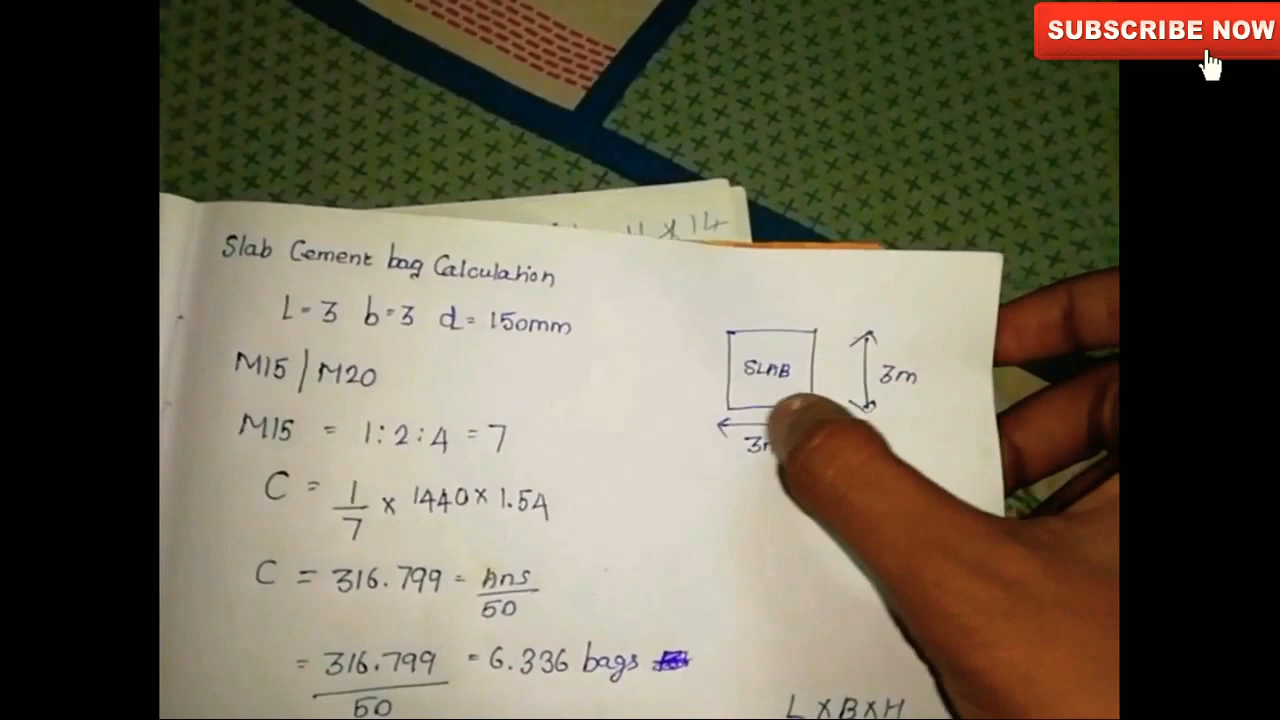 SUBSCRIBE NOW
x 14
Slab Cement bag Calculation
L = 3 b = 3 d = 150mm
M15 / M20
SLAB
3m
M15 = 1:2:4 = 7
C = 1/7 x 1440 x 1.54
C = 316.799 = Ans/50
= 316.799/50 = 6.336 bags
L x B x H